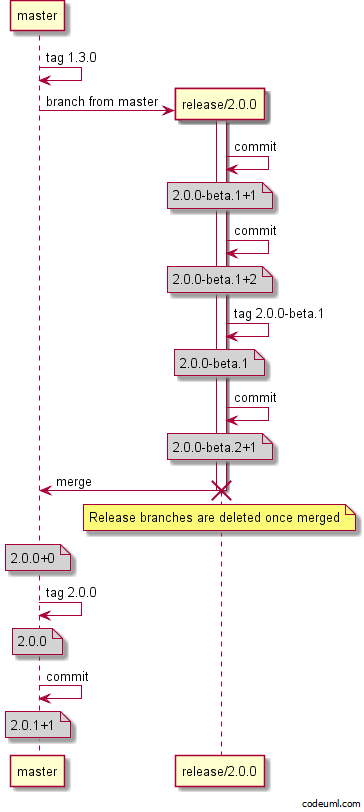 master
tag 1.3.0
branch from master
release/2.0.0
commit
2.0.0-beta.1+1
commit
2.0.0-beta.1+2
tag 2.0.0-beta.1
2.0.0-beta.1
commit
2.0.0-beta.2+1
merge
Release branches are deleted once merged
2.0.0+0
tag 2.0.0
2.0.0
commit
2.0.1+1
master
release/2.0.0
codeuml.com